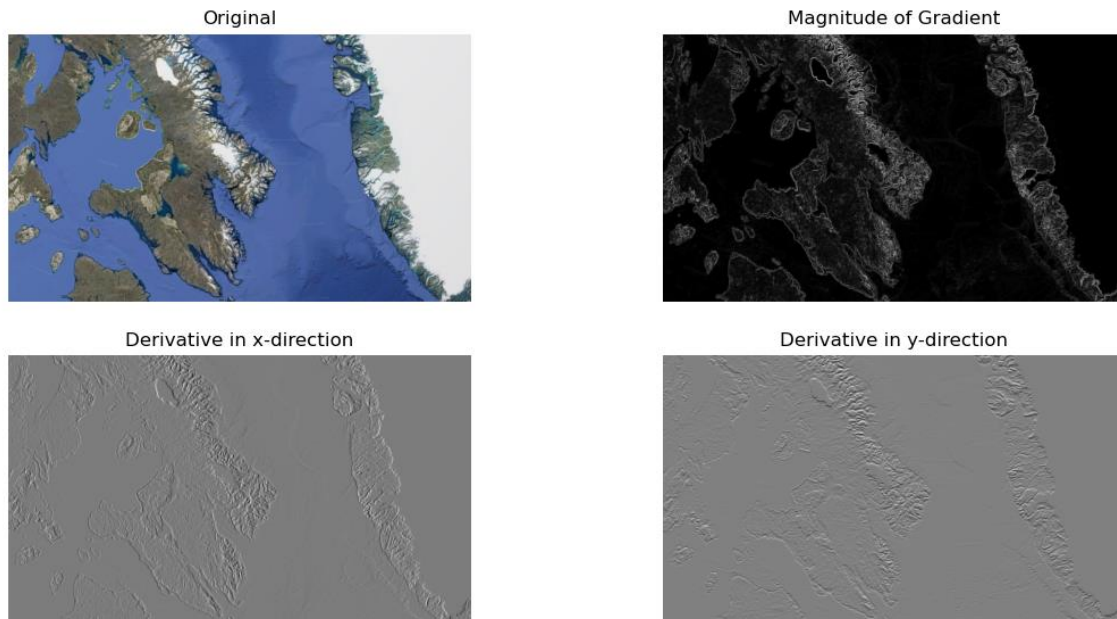 Original
Magnitude of Gradient
Derivative in x-direction
Derivative in y-direction